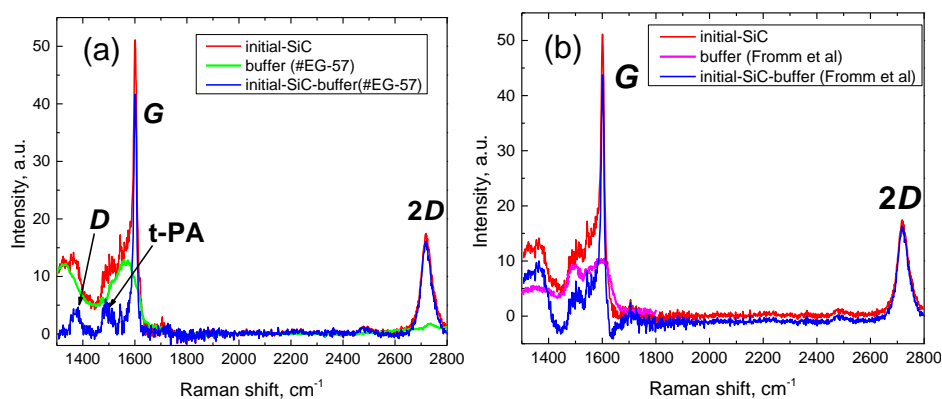 (a)
initial-SiC
buffer (#EG-57)
initial-SiC-buffer(#EG-57)
G
D
t-PA
2D
Intensity, a.u.
50
40
30
20
10
0
1400
1600
1800
2000
2200
2400
2600
2800
Raman shift, cm-1
(b)
initial-SiC
buffer (Fromm et al)
initial-SiC-buffer (Fromm et al)
G
2D
Intensity, a.u.
50
40
30
20
10
0
1400
1600
1800
2000
2200
2400
2600
2800
Raman shift, cm-1